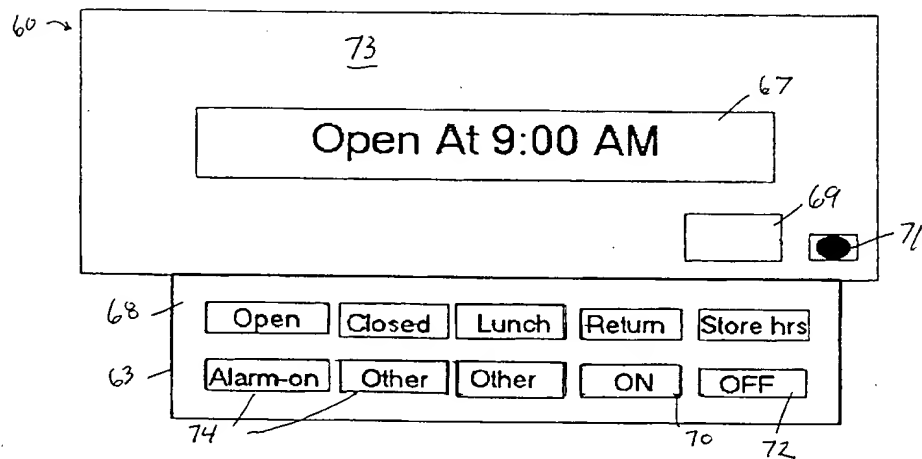 60
73
67
Open At 9:00 AM
69
71
68
Open Closed Lunch Return Store hrs
63
Alarm-on Other Other ON OFF
74 70 72